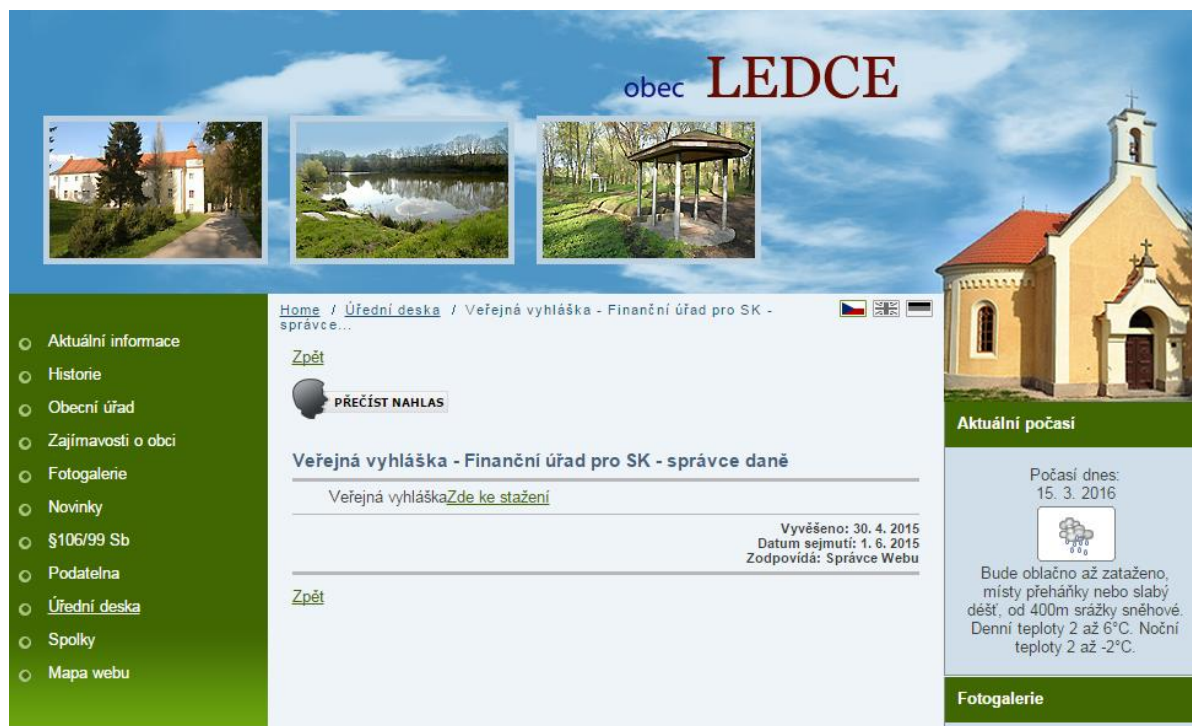 obec LEDCE
Aktuální informace
Historie
Obecní úřad
Zajímavosti o obci
Fotogalerie
Novinky
§106/99 Sb
Podatelna
Úřední deska
Spolky
Mapa webu
Home / Úřední deska / Veřejná vyhláška - Finanční úřad pro SK -
správce...
Zpět
PŘEČÍST NAHLAS
Veřejná vyhláška - Finanční úřad pro SK - správce daně
Veřejná vyhláškaZde ke stažení
Vyvěšeno: 30. 4. 2015
Datum sejmutí: 1. 6. 2015
Zodpovídá: Správce Webu
Zpět
Aktuální počasí
Počasí dnes:
15. 3. 2016
Bude oblačno až zataženo,
místy přeháňky nebo slabý
déšť, od 400m srážky sněhové.
Denní teploty 2 až 6°C. Noční
teploty 2 až -2°C.
Fotogalerie